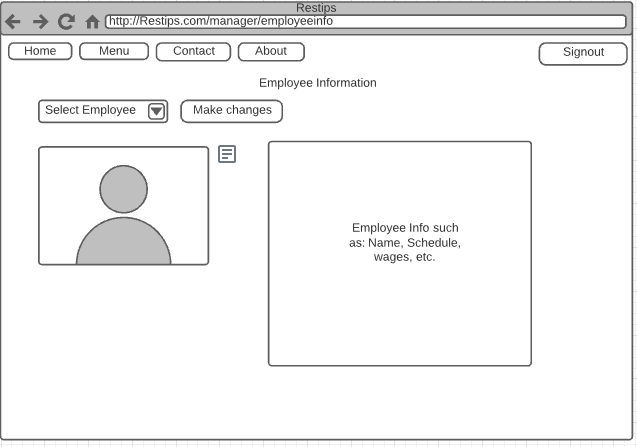 Restips
http://Restips.com/manager/employeeinfo
Home Menu Contact About Signout
Employee Information
Select Employee Make changes
Employee Info such
as: Name, Schedule,
wages, etc.